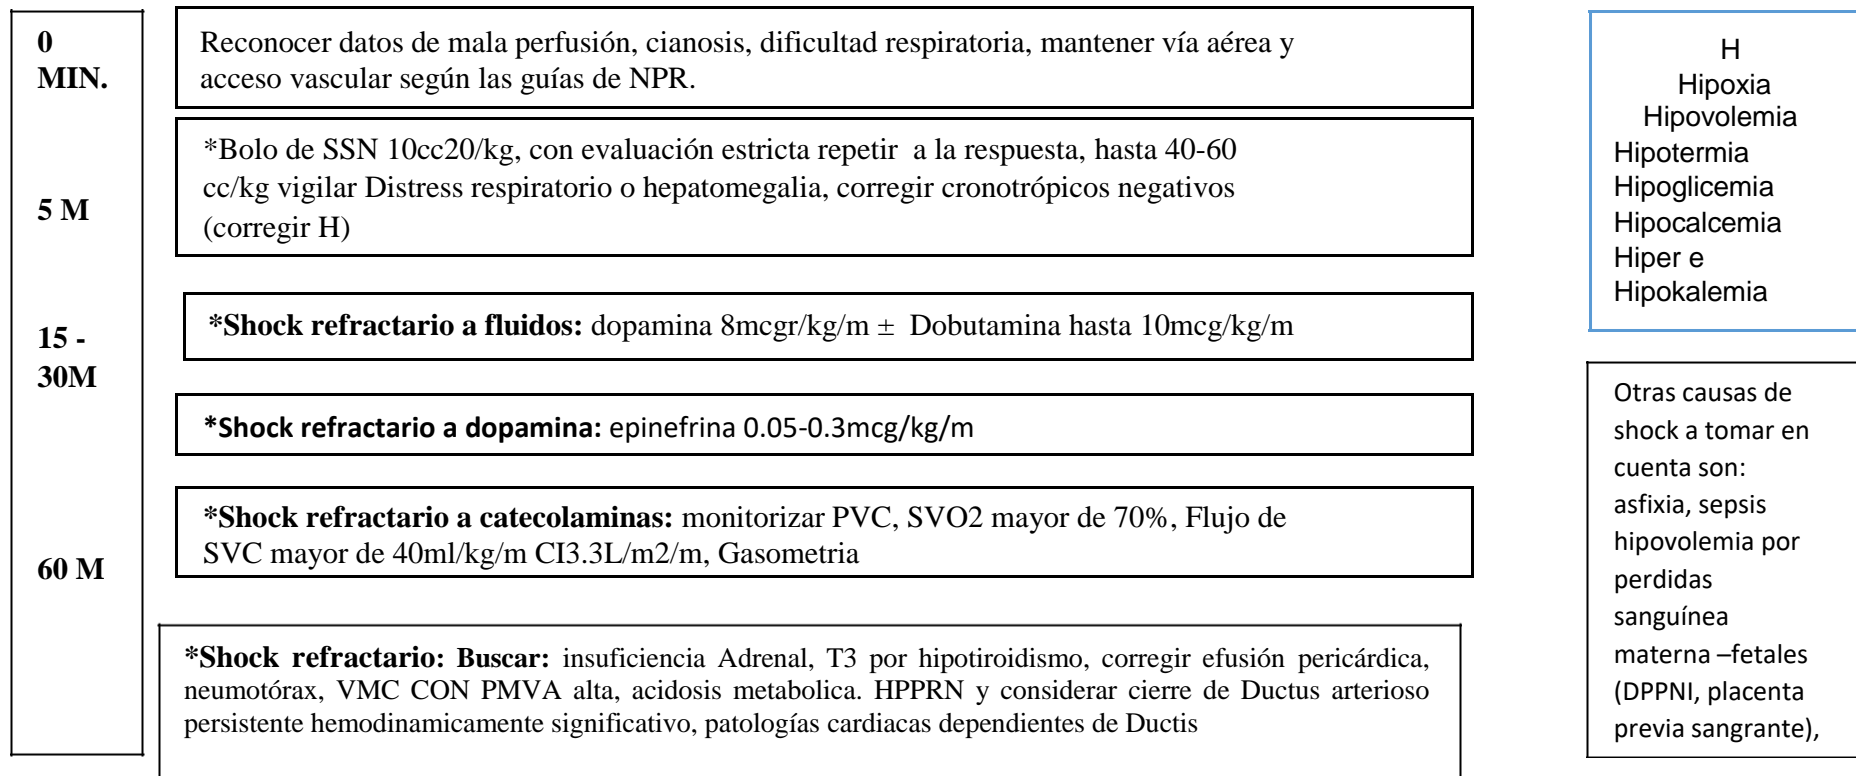 0
MIN.
5 M
15 -
30M
60 M
Reconocer datos de mala perfusión, cianosis, dificultad respiratoria, mantener vía aérea y
acceso vascular según las guías de NPR.
*Bolo de SSN 10cc20/kg, con evaluación estricta repetir a la respuesta, hasta 40-60
cc/kg vigilar Distress respiratorio o hepatomegalia, corregir cronotrópicos negativos
(corregir H)
*Shock refractario a fluidos: dopamina 8mcgr/kg/m ± Dobutamina hasta 10mcg/kg/m
*Shock refractario a dopamina: epinefrina 0.05-0.3mcg/kg/m
*Shock refractario a catecolaminas: monitorizar PVC, SVO2 mayor de 70%, Flujo de
SVC mayor de 40ml/kg/m CI3.3L/m2/m, Gasometria
*Shock refractario: Buscar: insuficiencia Adrenal, T3 por hipotiroidismo, corregir efusión pericárdica,
neumotórax, VMC CON PMVA alta, acidosis metabolica. HPPRN y considerar cierre de Ductus arterioso
persistente hemodinamicamente significativo, patologías cardiacas dependientes de Ductis
H
Hipoxia
Hipovolemia
Hipotermia
Hipoglicemia
Hipocalcemia
Hiper e
Hipokalemia
Otras causas de
shock a tomar en
cuenta son:
asfixia, sepsis
hipovolemia por
perdidas
sanguínea
materna –fetales
(DPPNI, placenta
previa sangrante),